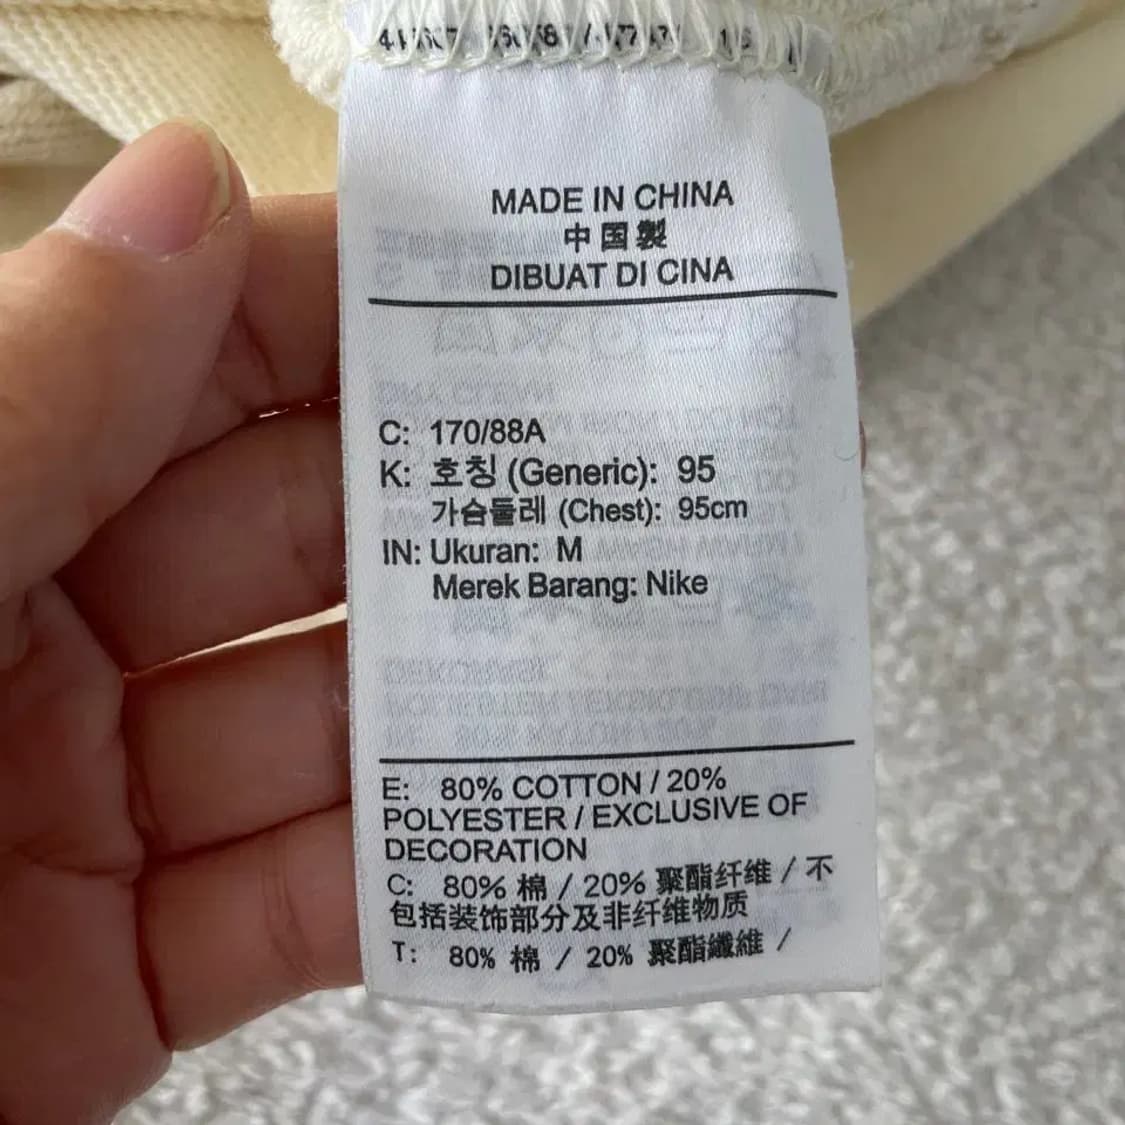 MADE IN CHINA
中国製
DIBUAT DI CINA
C: 170/88A
K: 호칭 (Generic): 95
가슴둘레 (Chest): 95cm
IN: Ukuran: M
Merek Barang: Nike
E: 80% COTTON / 20%
POLYESTER / EXCLUSIVE OF
DECORATION
C: 80% 棉 / 20% 聚酯纤维 / 不
包括装饰部分及非纤维物质
T: 80% 棉 / 20% 聚酯纖維 /